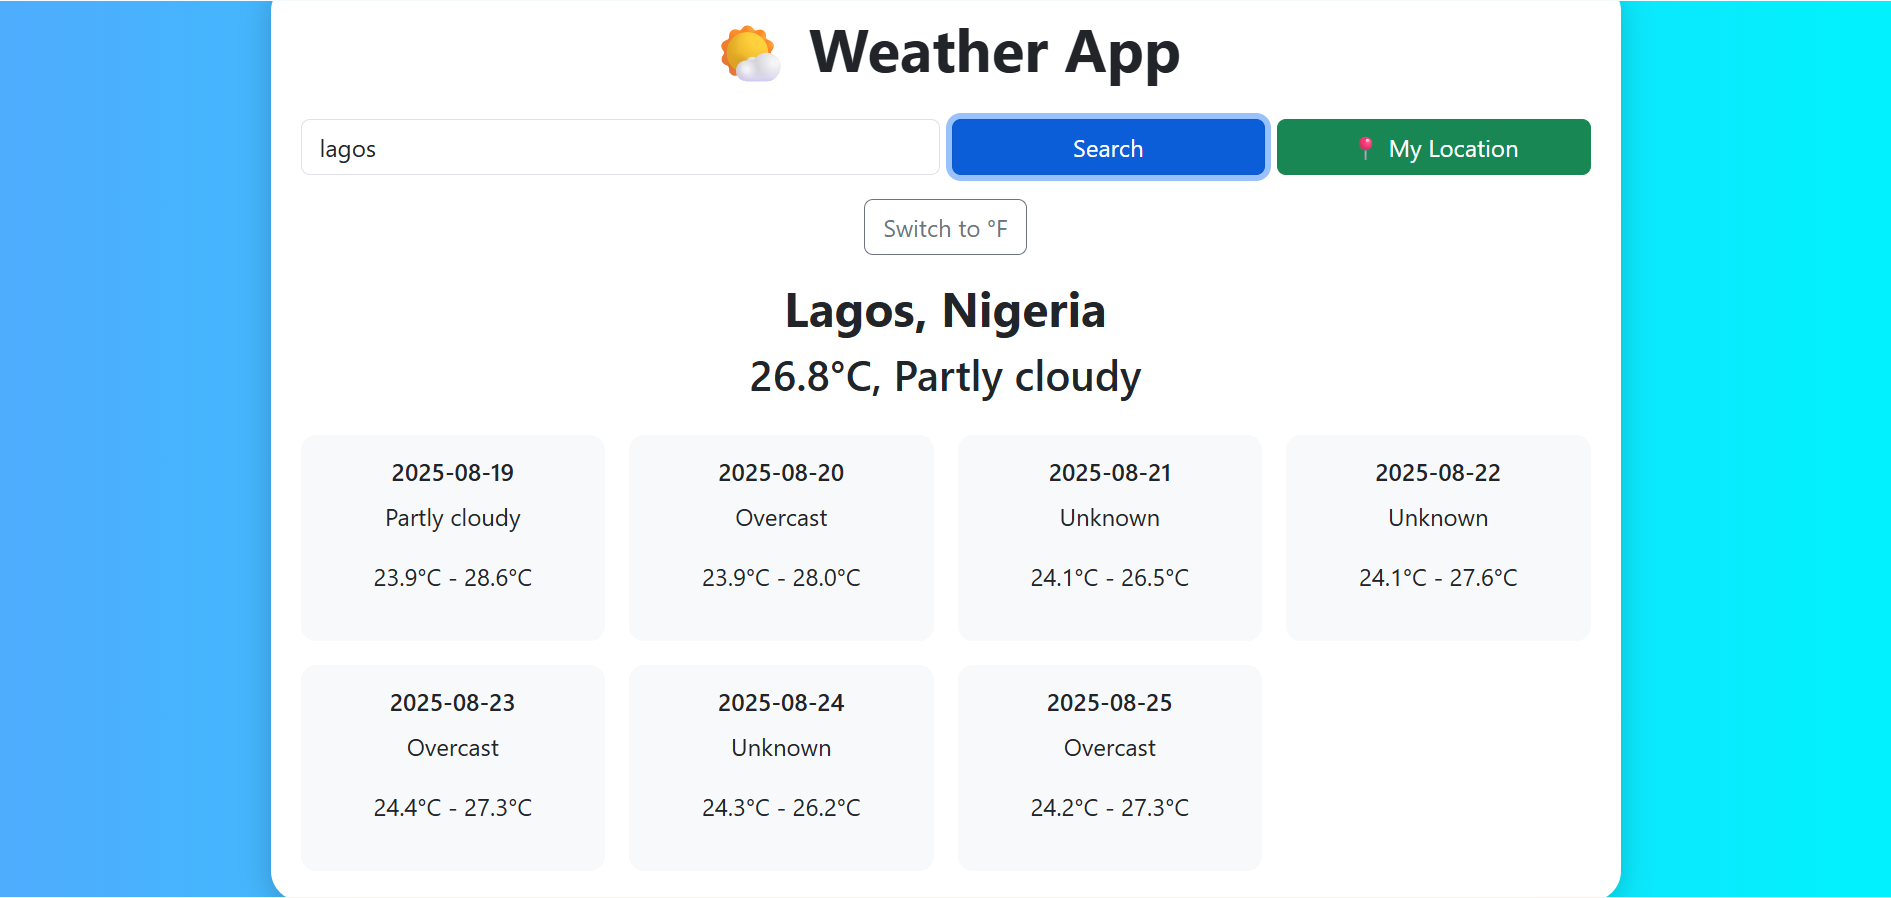 Weather App
lagos
Search
My Location
Switch to °F
Lagos, Nigeria
26.8°C, Partly cloudy
2025-08-19
Partly cloudy
23.9°C - 28.6°C
2025-08-20
Overcast
23.9°C - 28.0°C
2025-08-21
Unknown
24.1°C - 26.5°C
2025-08-22
Unknown
24.1°C - 27.6°C
2025-08-23
Overcast
24.4°C - 27.3°C
2025-08-24
Unknown
24.3°C - 26.2°C
2025-08-25
Overcast
24.2°C - 27.3°C